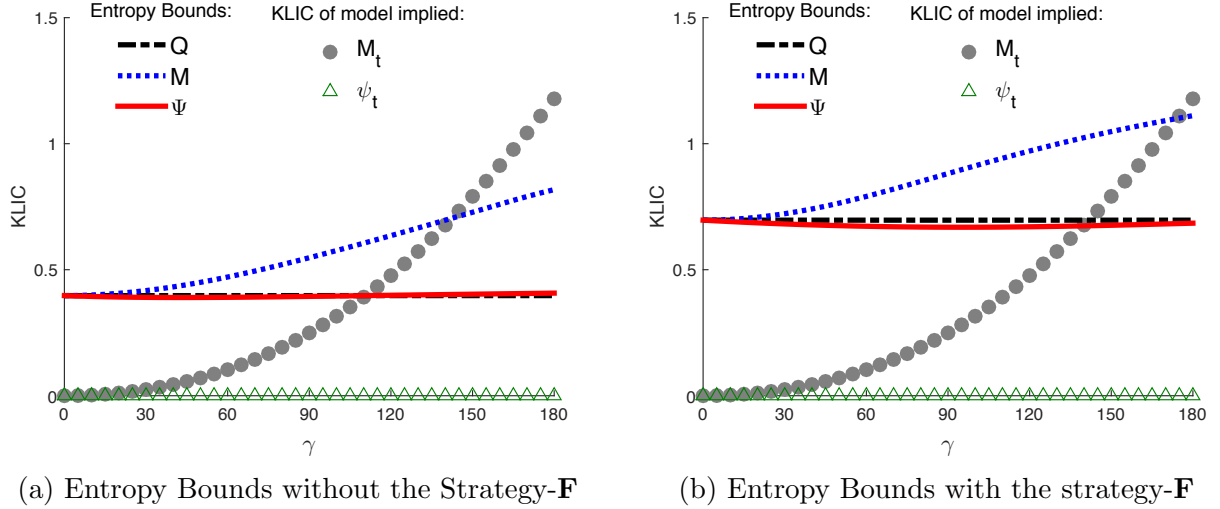 Entropy Bounds: KLIC of model implied:
Q M_t
M ψ_t
Ψ
1.5
1
0.5
0
KLIC
0 30 60 90 120 150 180
γ
(a) Entropy Bounds without the Strategy-F
Entropy Bounds: KLIC of model implied:
Q M_t
M ψ_t
Ψ
1.5
1
0.5
0
KLIC
0 30 60 90 120 150 180
γ
(b) Entropy Bounds with the strategy-F